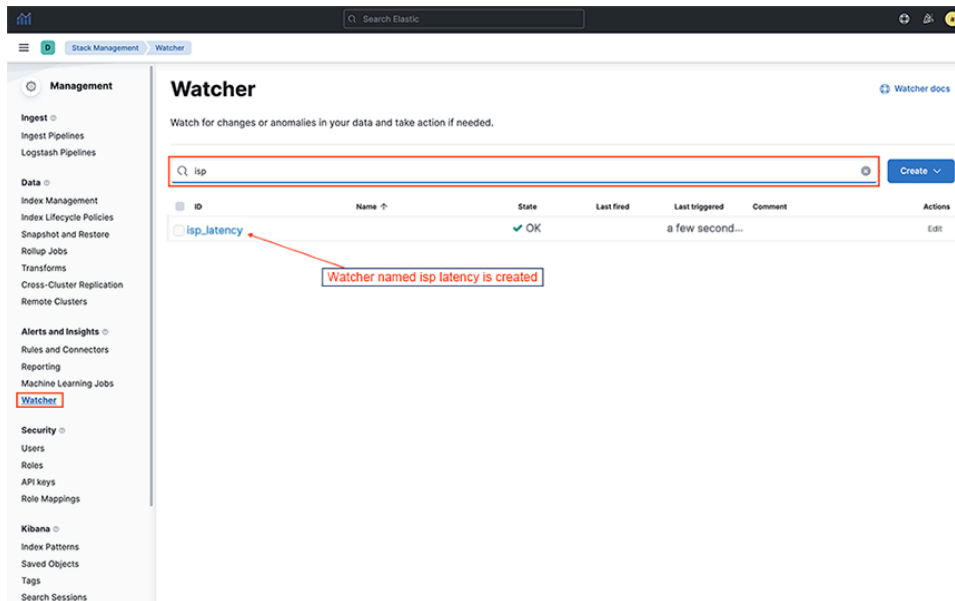 Search Elastic
D Stack Management Watcher
Management
Ingest
Ingest Pipelines
Logstash Pipelines
Data
Index Management
Index Lifecycle Policies
Snapshot and Restore
Rollup Jobs
Transforms
Cross-Cluster Replication
Remote Clusters
Alerts and Insights
Rules and Connectors
Reporting
Machine Learning Jobs
Watcher
Security
Users
Roles
API keys
Role Mappings
Kibana
Index Patterns
Saved Objects
Tags
Search Sessions
Watcher
Watcher docs
Watch for changes or anomalies in your data and take action if needed.
isp
Create
ID Name State Last fired Last triggered Comment Actions
isp_latency OK a few second... Edit
Watcher named isp latency is created